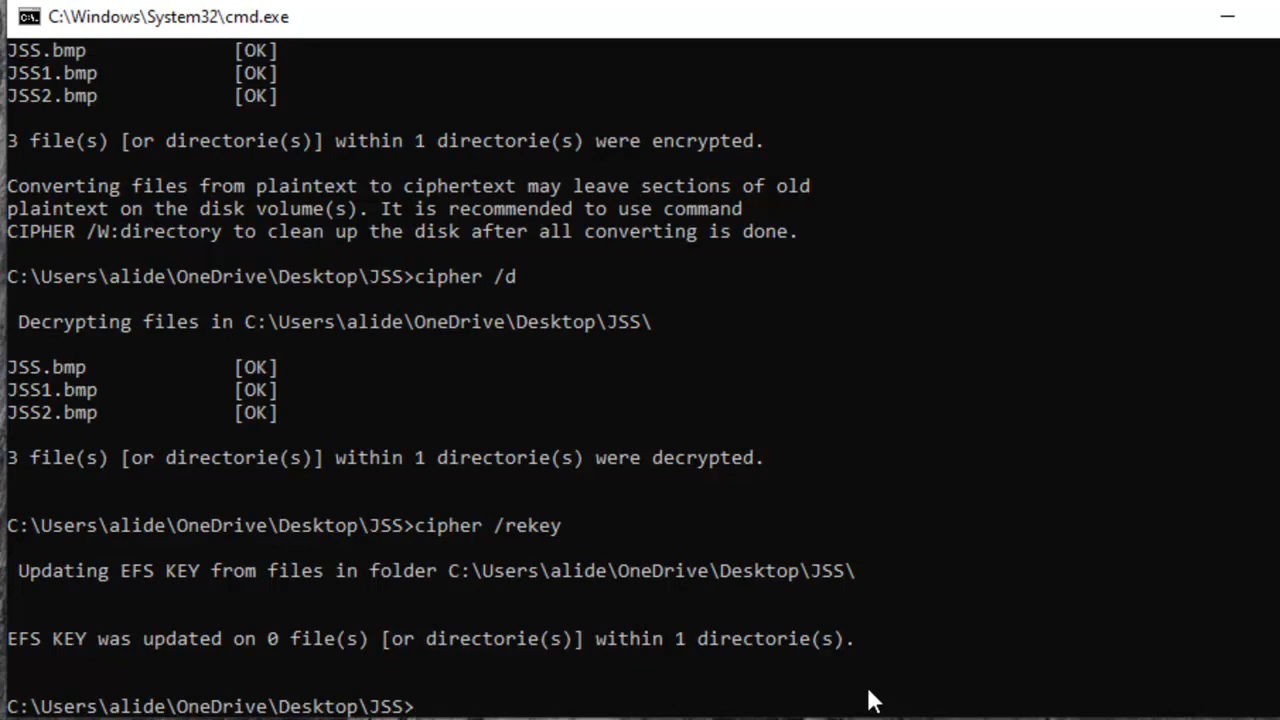 C:\Windows\System32\cmd.exe
JSS.bmp [OK]
JSS1.bmp [OK]
JSS2.bmp [OK]
3 file(s) [or directorie(s)] within 1 directorie(s) were encrypted.
Converting files from plaintext to ciphertext may leave sections of old
plaintext on the disk volume(s). It is recommended to use command
CIPHER /W:directory to clean up the disk after all converting is done.
C:\Users\alide\OneDrive\Desktop\JSS>cipher /d
Decrypting files in C:\Users\alide\OneDrive\Desktop\JSS\
JSS.bmp [OK]
JSS1.bmp [OK]
JSS2.bmp [OK]
3 file(s) [or directorie(s)] within 1 directorie(s) were decrypted.
C:\Users\alide\OneDrive\Desktop\JSS>cipher /rekey
Updating EFS KEY from files in folder C:\Users\alide\OneDrive\Desktop\JSS\
EFS KEY was updated on 0 file(s) [or directorie(s)] within 1 directorie(s).
C:\Users\alide\OneDrive\Desktop\JSS>